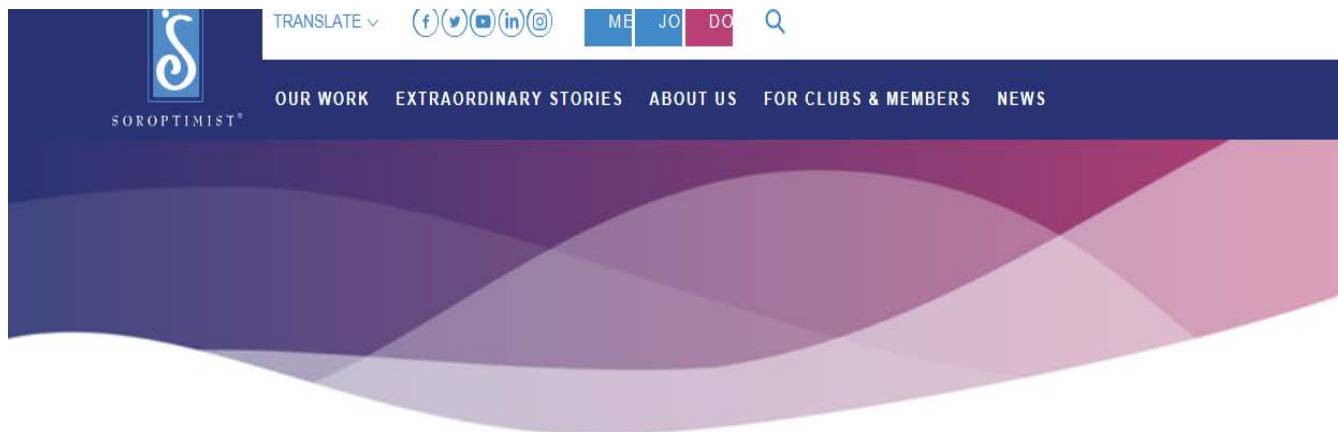 TRANSLATE ME JO DO
OUR WORK EXTRAORDINARY STORIES ABOUT US FOR CLUBS & MEMBERS NEWS
SOROPTIMIST®